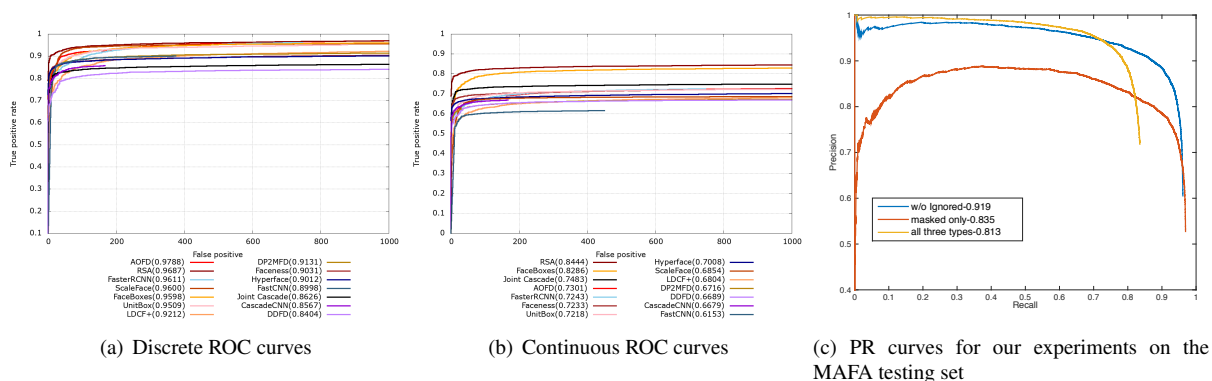 1
0.9
0.8
0.7
0.6
0.5
0.4
0.3
0.2
0.1
True positive rate
0 200 400 600 800 1000
False positive
AOFD(0.9788)
RSA(0.9687)
FasterRCNN(0.9611)
ScaleFace(0.9600)
FaceBoxes(0.9598)
UnitBox(0.9509)
LDCF+(0.9212)
DP2MFD(0.9131)
Faceness(0.9031)
Hyperface(0.9012)
FastCNN(0.8998)
Joint Cascade(0.8626)
CascadeCNN(0.8567)
DDFD(0.8404)
(a) Discrete ROC curves
1
0.9
0.8
0.7
0.6
0.5
0.4
0.3
0.2
0.1
0
True positive rate
0 200 400 600 800 1000
False positive
RSA(0.8444)
FaceBoxes(0.8286)
Joint Cascade(0.7483)
AOFD(0.7301)
FasterRCNN(0.7243)
Faceness(0.7233)
UnitBox(0.7218)
Hyperface(0.7008)
ScaleFace(0.6854)
LDCF+(0.6804)
DP2MFD(0.6716)
DDFD(0.6689)
CascadeCNN(0.6679)
FastCNN(0.6153)
(b) Continuous ROC curves
1
0.9
0.8
0.7
0.6
0.5
0.4
Precision
w/o Ignored-0.919
masked only-0.835
all three types-0.813
0 0.1 0.2 0.3 0.4 0.5 0.6 0.7 0.8 0.9 1
Recall
(c) PR curves for our experiments on the
MAFA testing set